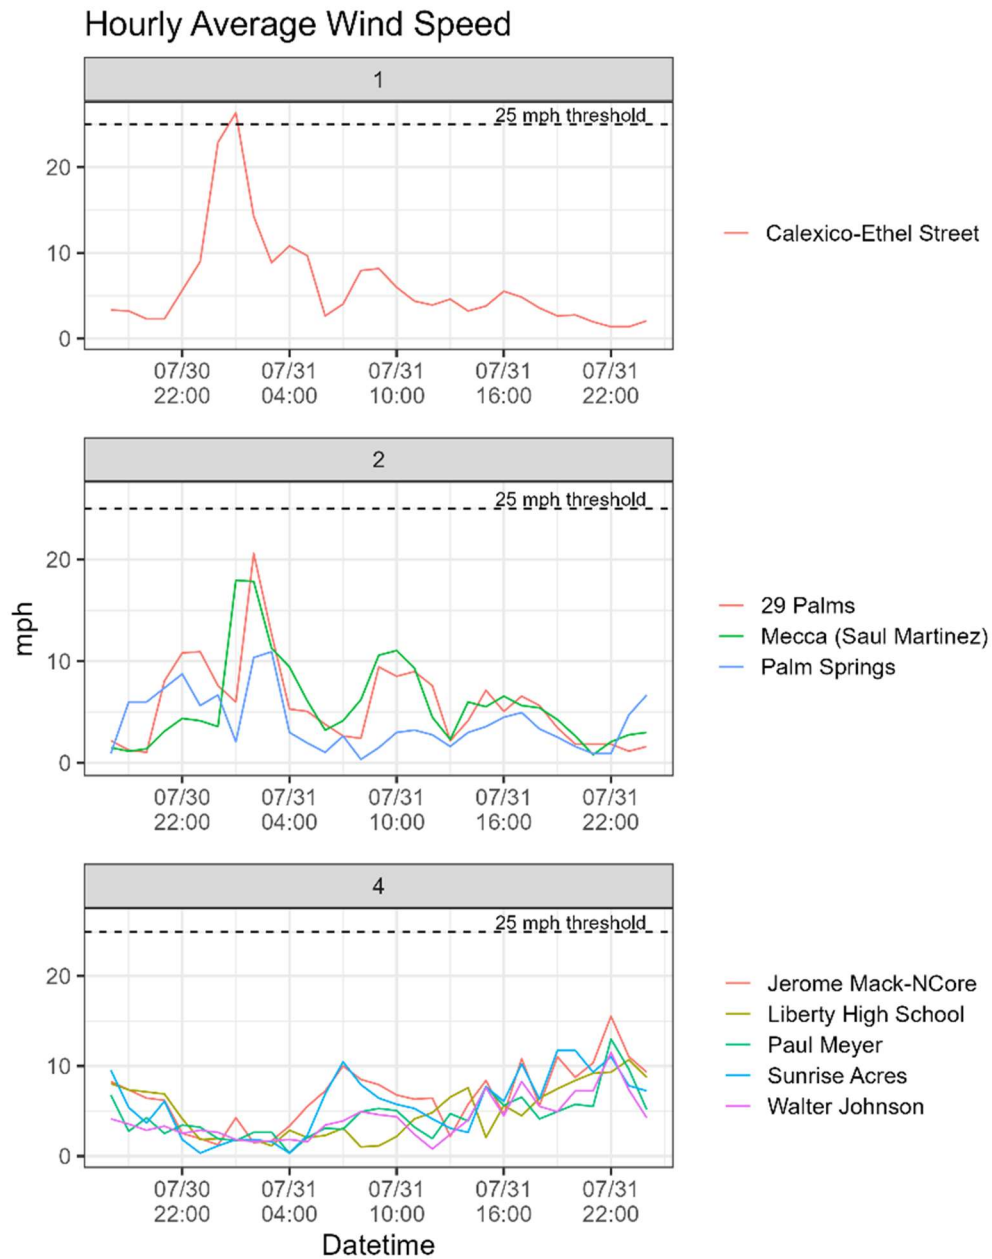 Hourly Average Wind Speed
1
25 mph threshold
20
10
0
07/30 07/31 07/31 07/31 07/31
22:00 04:00 10:00 16:00 22:00
Calexico-Ethel Street
2
25 mph threshold
20
10
0
07/30 07/31 07/31 07/31 07/31
22:00 04:00 10:00 16:00 22:00
mph
29 Palms
Mecca (Saul Martinez)
Palm Springs
4
25 mph threshold
20
10
0
07/30 07/31 07/31 07/31 07/31
22:00 04:00 10:00 16:00 22:00
Datetime
Jerome Mack-NCore
Liberty High School
Paul Meyer
Sunrise Acres
Walter Johnson